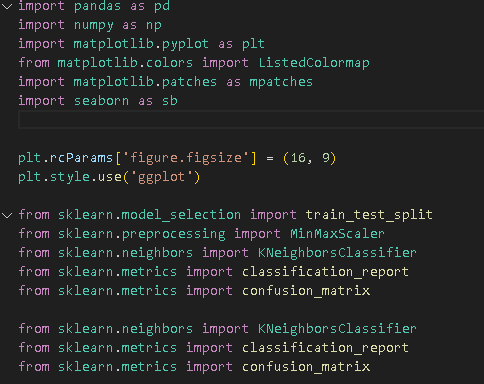 import pandas as pd
import numpy as np
import matplotlib.pyplot as plt
from matplotlib.colors import ListedColormap
import matplotlib.patches as mpatches
import seaborn as sb
plt.rcParams['figure.figsize'] = (16, 9)
plt.style.use('ggplot')
from sklearn.model_selection import train_test_split
from sklearn.preprocessing import MinMaxScaler
from sklearn.neighbors import KNeighborsClassifier
from sklearn.metrics import classification_report
from sklearn.metrics import confusion_matrix
from sklearn.neighbors import KNeighborsClassifier
from sklearn.metrics import classification_report
from sklearn.metrics import confusion_matrix